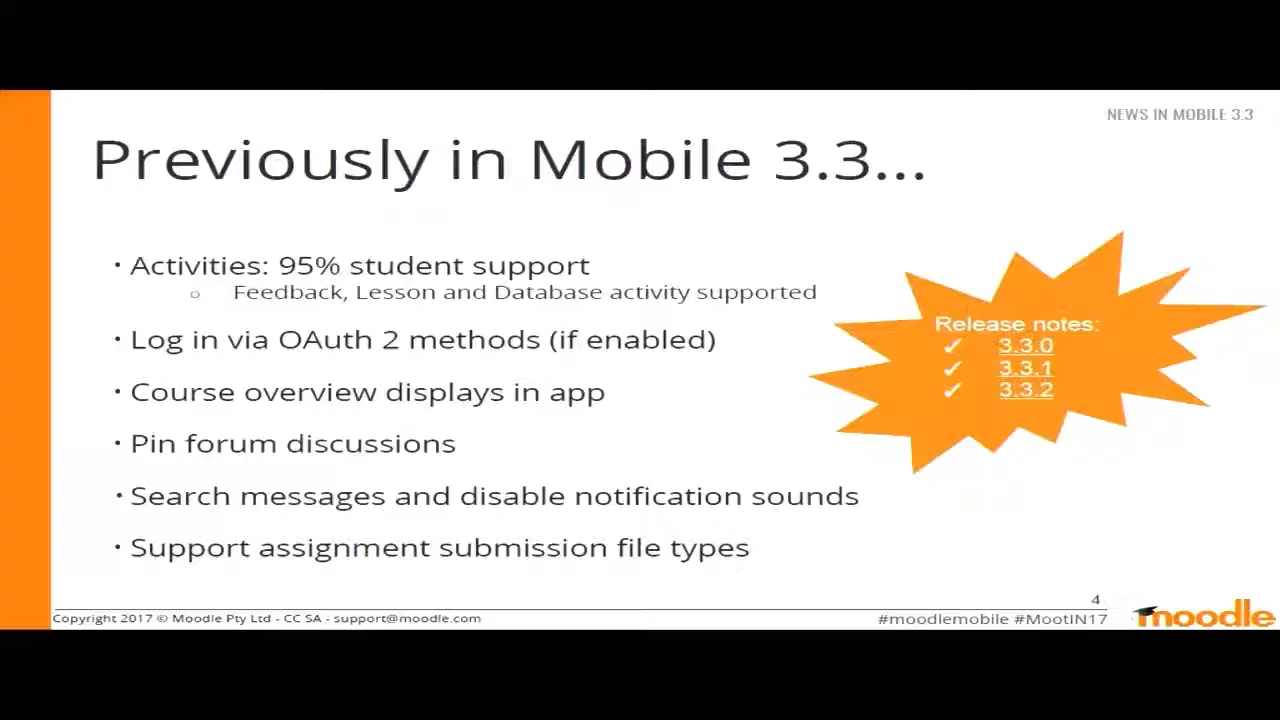 NEWS IN MOBILE 3.3
Previously in Mobile 3.3...
· Activities: 95% student support
○ Feedback, Lesson and Database activity supported
· Log in via OAuth 2 methods (if enabled)
· Course overview displays in app
· Pin forum discussions
· Search messages and disable notification sounds
· Support assignment submission file types
Release notes:
✓ 3.3.0
✓ 3.3.1
✓ 3.3.2
4
Copyright 2017 © Moodle Pty Ltd - CC SA - support@moodle.com
#moodlemobile #MootIN17
moodle